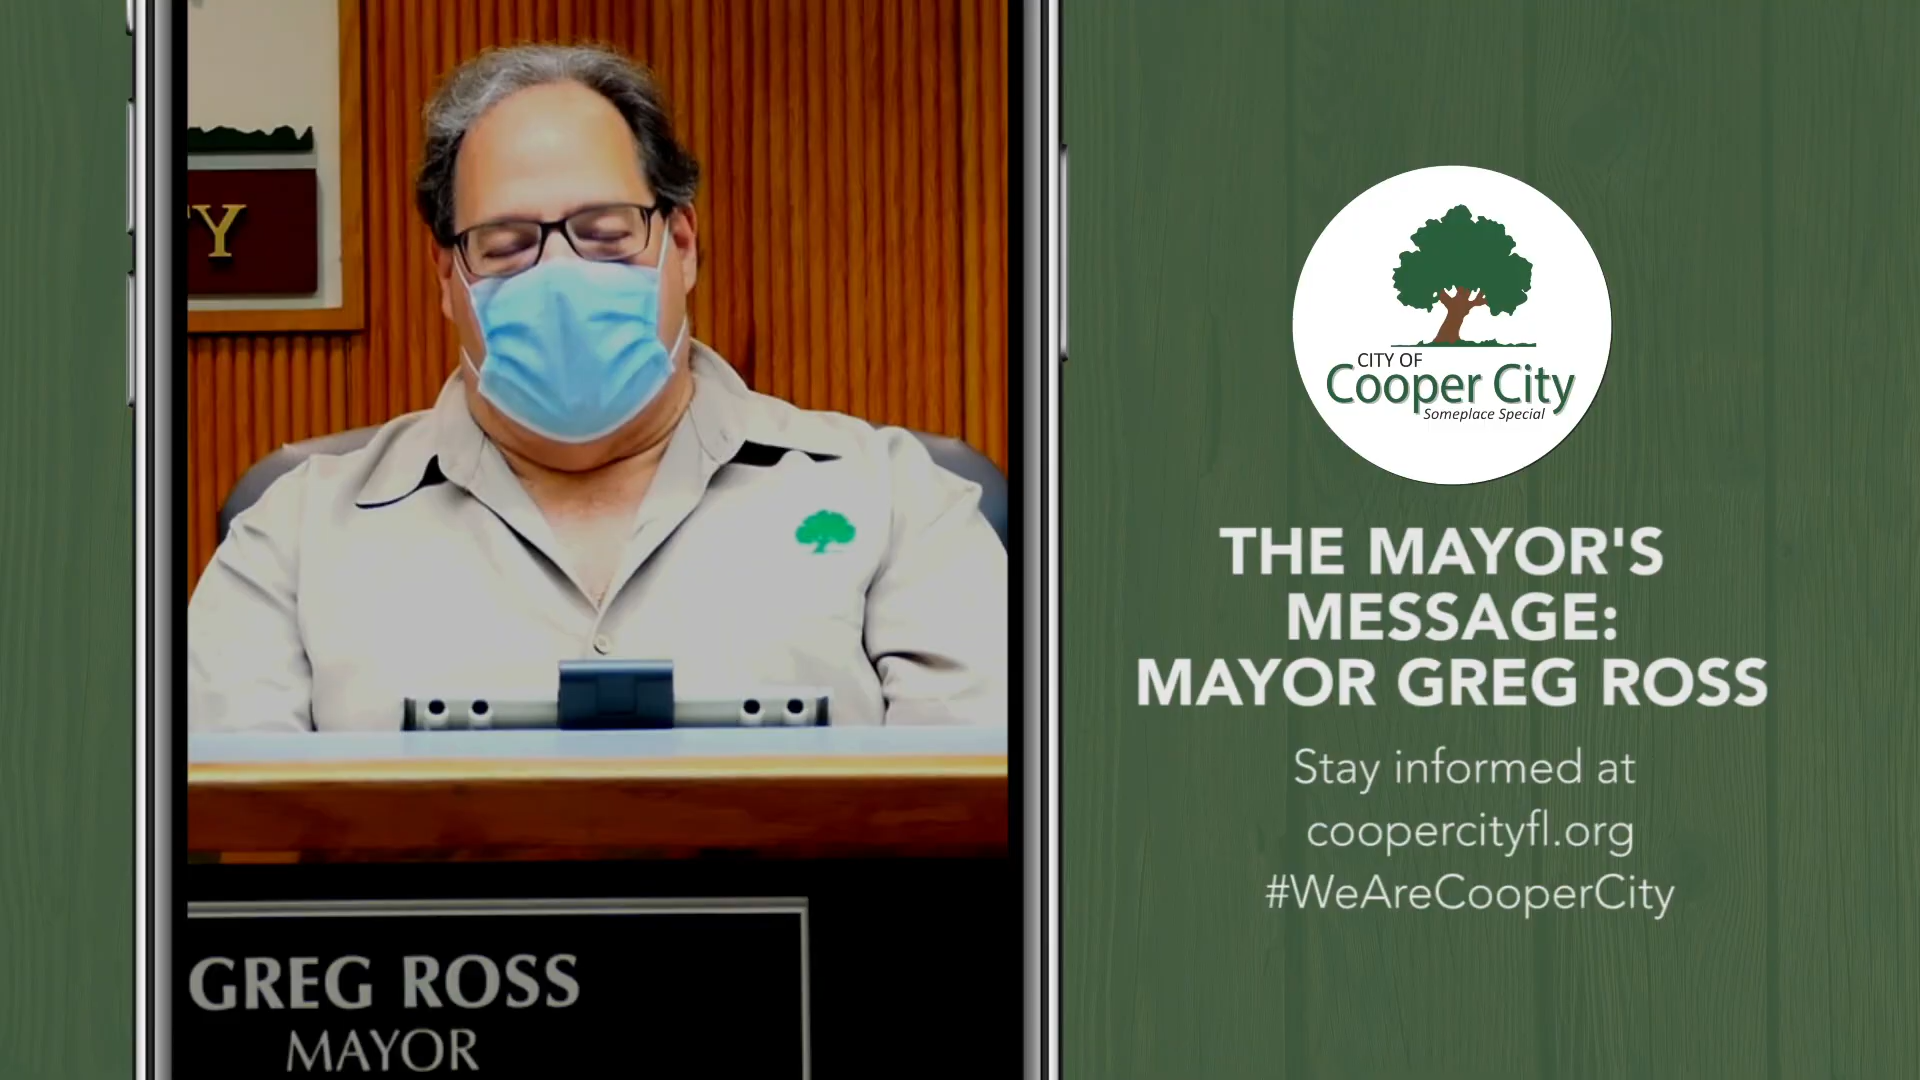 TY
GREG ROSS
MAYOR
CITY OF
Cooper City
Someplace Special
THE MAYOR'S
MESSAGE:
MAYOR GREG ROSS
Stay informed at
coopercityfl.org
#WeAreCooperCity